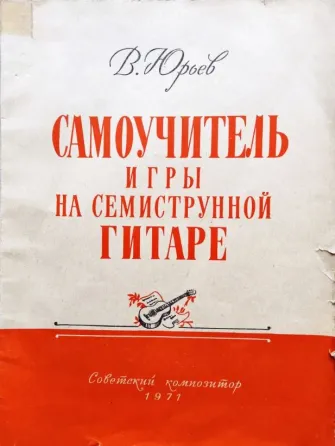 В. Юрьев
САМОУЧИТЕЛЬ
ИГРЫ
НА СЕМИСТРУННОЙ
ГИТАРЕ
Советский композитор
1971